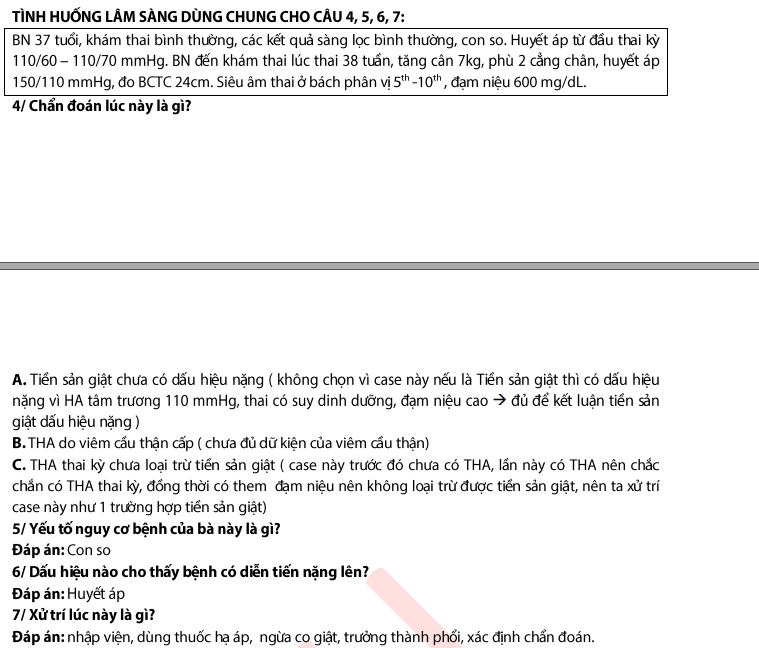 TÌNH HUỐNG LÂM SÀNG DÙNG CHUNG CHO CÂU 4, 5, 6, 7:
BN 37 tuổi, khám thai bình thường, các kết quả sàng lọc bình thường, con so. Huyết áp từ đầu thai kỳ
110/60 – 110/70 mmHg. BN đến khám thai lúc thai 38 tuần, tăng cân 7kg, phù 2 cẳng chân, huyết áp
150/110 mmHg, đo BCTC 24cm. Siêu âm thai ở bách phân vị 5th -10th , đạm niệu 600 mg/dL.
4/ Chẩn đoán lúc này là gì?
A. Tiền sản giật chưa có dấu hiệu nặng ( không chọn vì case này nếu là Tiền sản giật thì có dấu hiệu
nặng vì HA tâm trương 110 mmHg, thai có suy dinh dưỡng, đạm niệu cao → đủ để kết luận tiền sản
giật dấu hiệu nặng )
B. THA do viêm cầu thận cấp ( chưa đủ dữ kiện của viêm cầu thận)
C. THA thai kỳ chưa loại trừ tiền sản giật ( case này trước đó chưa có THA, lần này có THA nên chắc
chắn có THA thai kỳ, đồng thời có them đạm niệu nên không loại trừ được tiền sản giật, nên ta xử trí
case này như 1 trường hợp tiền sản giật)
5/ Yếu tố nguy cơ bệnh của bà này là gì?
Đáp án: Con so
6/ Dấu hiệu nào cho thấy bệnh có diễn tiến nặng lên?
Đáp án: Huyết áp
7/ Xử trí lúc này là gì?
Đáp án: nhập viện, dùng thuốc hạ áp, ngừa co giật, trưởng thành phổi, xác định chẩn đoán.